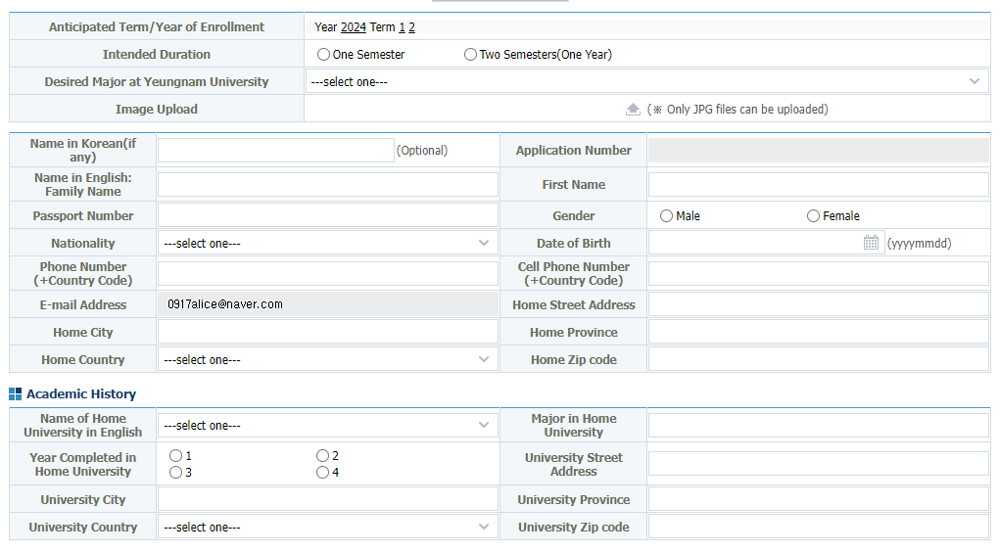 Anticipated Term/Year of Enrollment
Year 2024 Term 1 2
Intended Duration
One Semester
Two Semesters(One Year)
Desired Major at Yeungnam University
---select one---
Image Upload
(※ Only JPG files can be uploaded)
Name in Korean(if
any)
(Optional)
Application Number
Name in English:
Family Name
First Name
Passport Number
Gender
Male
Female
Nationality
---select one---
Date of Birth
(yyyymmdd)
Phone Number
(+Country Code)
Cell Phone Number
(+Country Code)
E-mail Address
0917alice@naver.com
Home Street Address
Home City
Home Province
Home Country
---select one---
Home Zip code
Academic History
Name of Home
University in English
---select one---
Major in Home
University
Year Completed in
Home University
1
2
3
4
University Street
Address
University City
University Province
University Country
---select one---
University Zip code